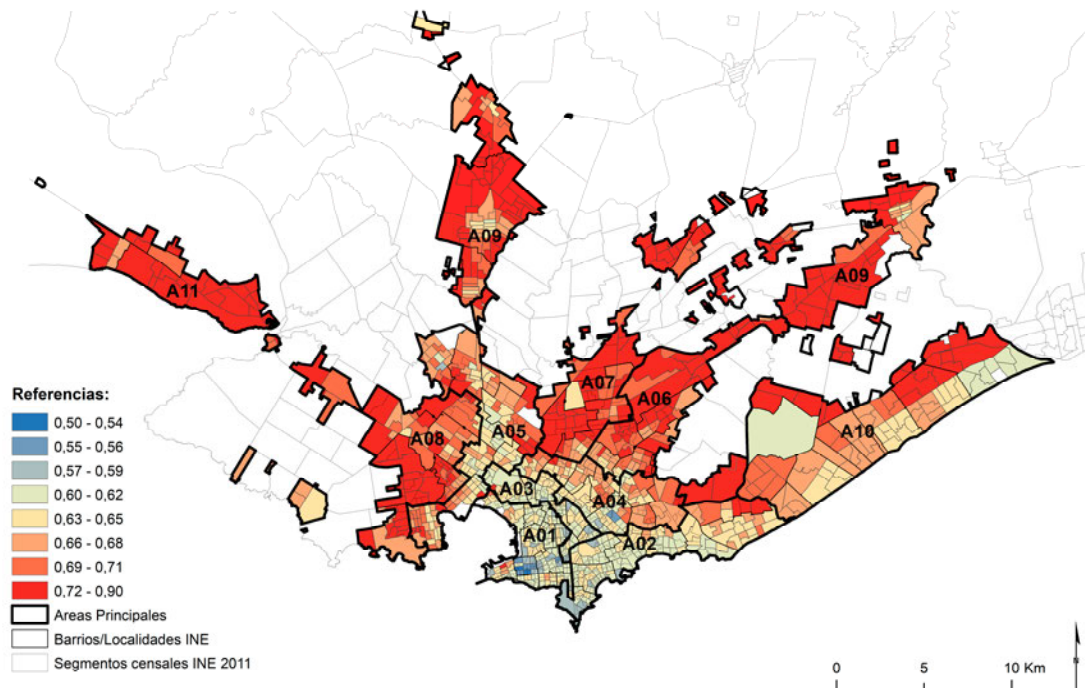 A09
A09
A11
A07
A06
A08
A05
A10
A03
A04
A01
A02
Referencias:
0,50 - 0,54
0,55 - 0,56
0,57 - 0,59
0,60 - 0,62
0,63 - 0,65
0,66 - 0,68
0,69 - 0,71
0,72 - 0,90
Areas Principales
Barrios/Localidades INE
Segmentos censales INE 2011
0 5 10 Km